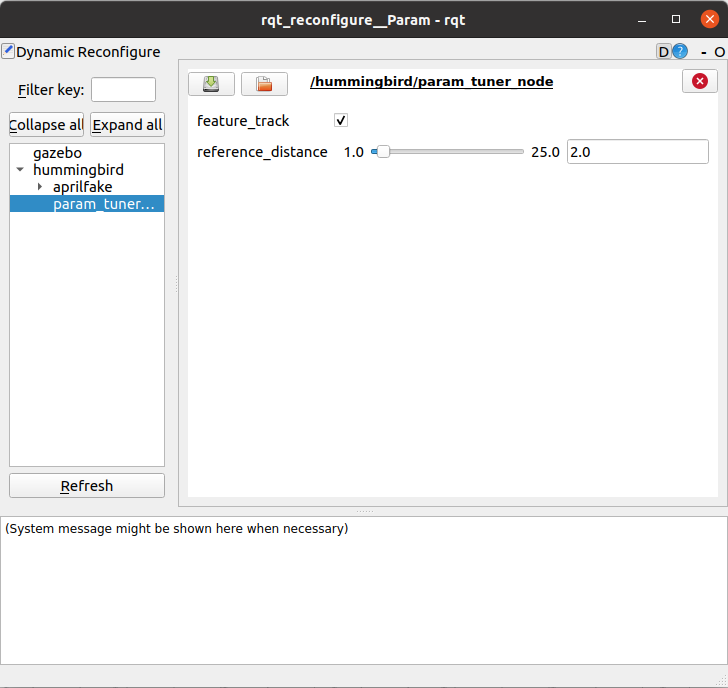 rqt_reconfigure__Param - rqt
Dynamic Reconfigure
D ? - O
Filter key:
Collapse all Expand all
gazebo
hummingbird
aprilfake
param_tuner...
Refresh
/hummingbird/param_tuner_node
feature_track
reference_distance 1.0 25.0 2.0
(System message might be shown here when necessary)